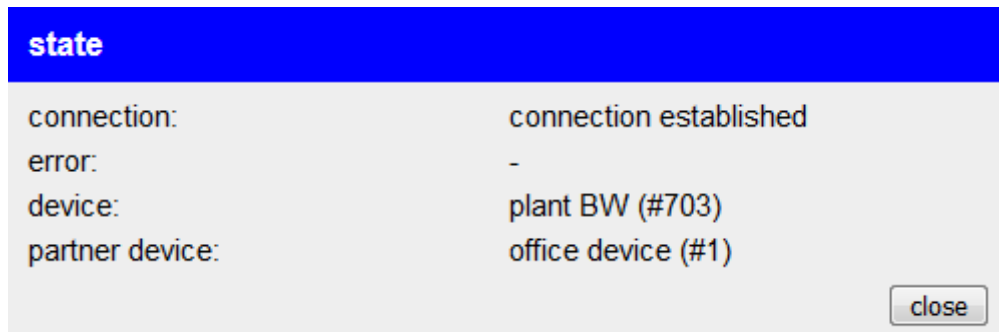 state
connection: connection established
error: -
device: plant BW (#703)
partner device: office device (#1)
close